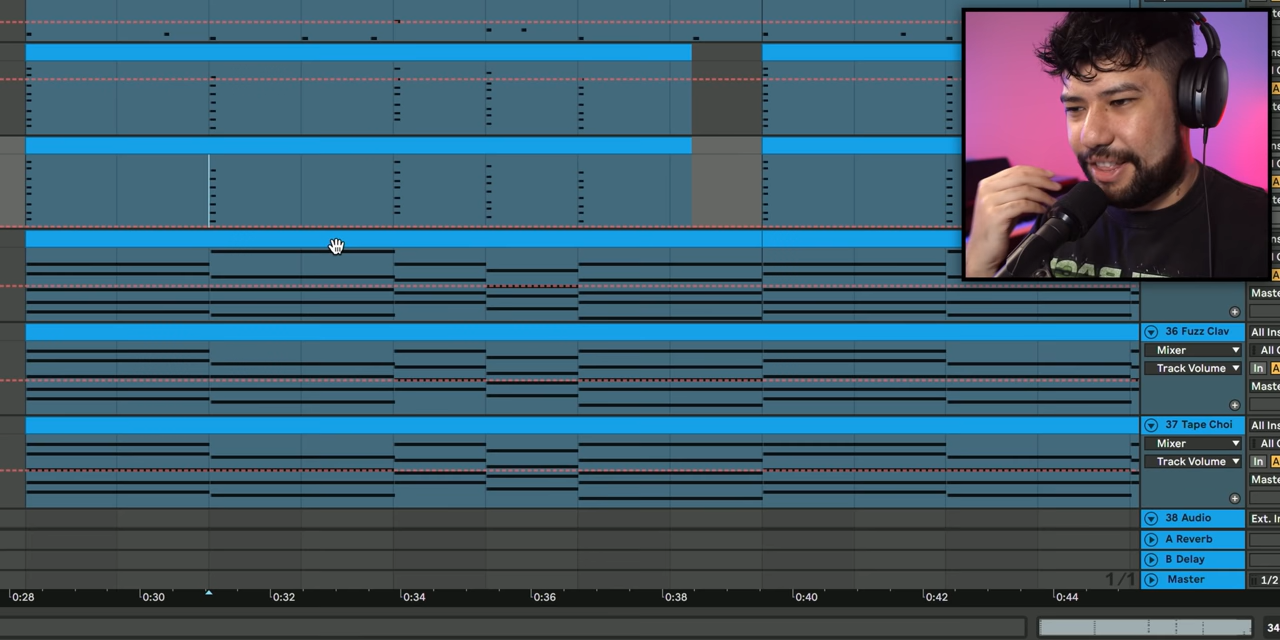 Maste
36 Fuzz Clav
All Ins
Mixer
All C
Track Volume
In
A
Maste
37 Tape Choi
All Ins
Mixer
All C
Track Volume
In
A
Maste
38 Audio
Ext. In
A Reverb
B Delay
1/1
Master
1/2
0:28
0:30
0:32
0:34
0:36
0:38
0:40
0:42
0:44
34